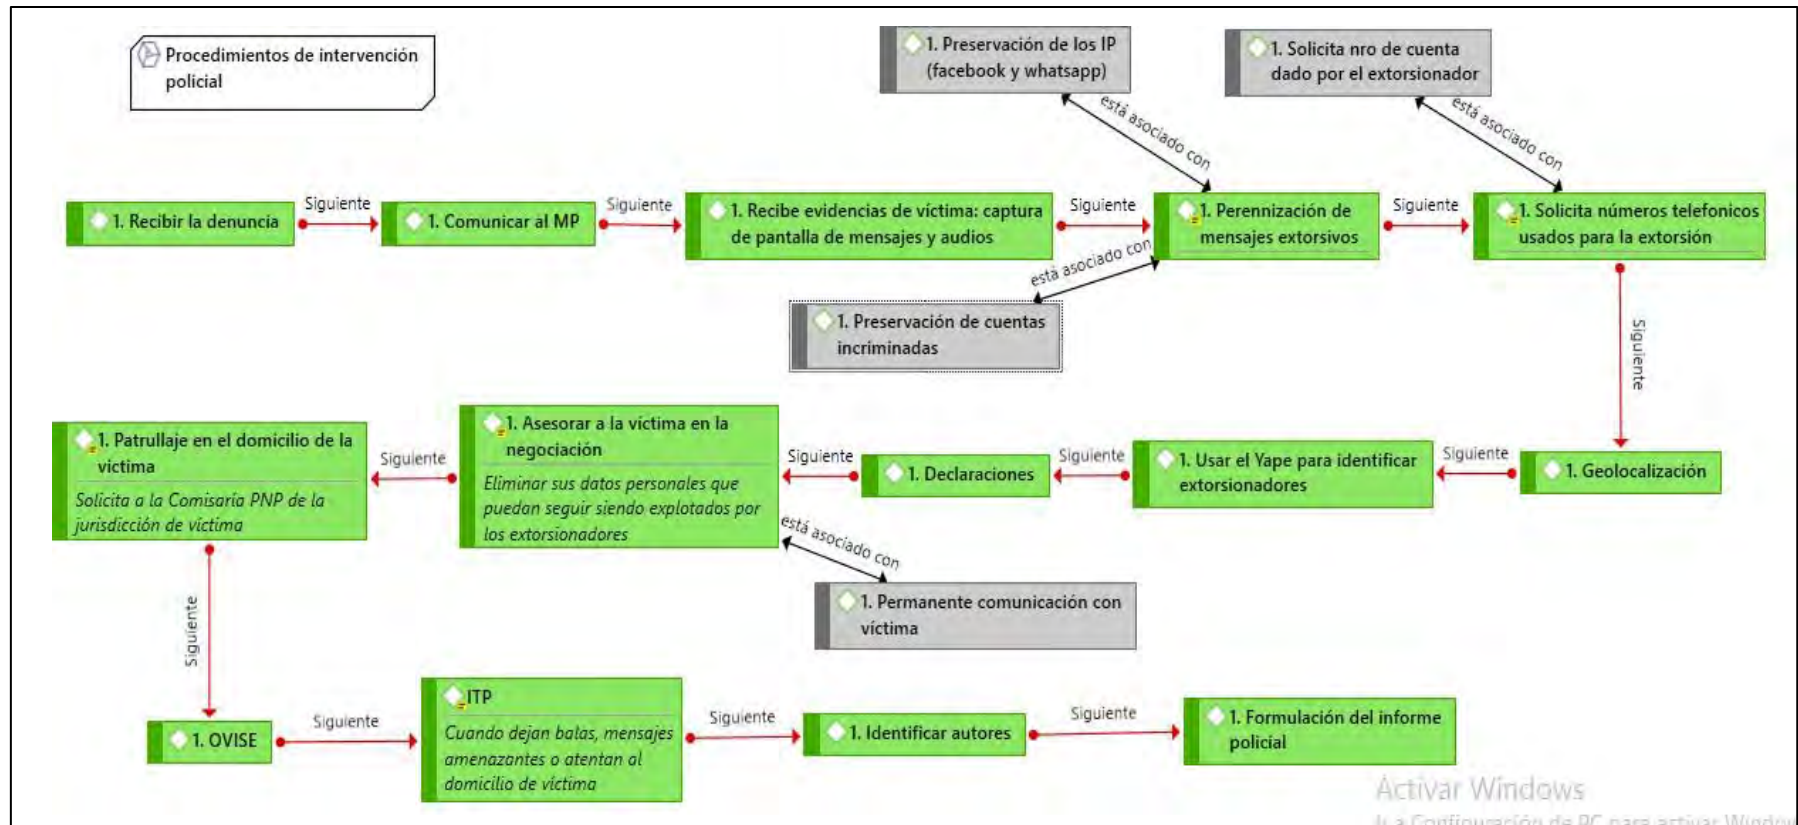 Procedimientos de intervención
policial
1. Preservación de los IP
(facebook y whatsapp)
1. Solicita nro de cuenta
dado por el extorsionador
está asociado con
está asociado con
1. Recibir la denuncia
Siguiente
1. Comunicar al MP
Siguiente
1. Recibe evidencias de víctima: captura
de pantalla de mensajes y audios
Siguiente
1. Perennización de
mensajes extorsivos
Siguiente
1. Solicita números telefonicos
usados para la extorsión
está asociado con
1. Preservación de cuentas
incriminadas
Siguiente
1. Patrullaje en el domicilio de la
victima
Solicita a la Comisaría PNP de la
jurisdicción de víctima
Siguiente
1. Asesorar a la víctima en la
negociación
Eliminar sus datos personales que
puedan seguir siendo explotados por
los extorsionadores
Siguiente
1. Declaraciones
Siguiente
1. Usar el Yape para identificar
extorsionadores
Siguiente
1. Geolocalización
está asociado con
1. Permanente comunicación con
víctima
Siguiente
1. OVISE
Siguiente
ITP
Cuando dejan balas, mensajes
amenazantes o atentan al
domicilio de víctima
Siguiente
1. Identificar autores
Siguiente
1. Formulación del informe
policial
Activar Windows
Ir a Configuración de PC para activar Window